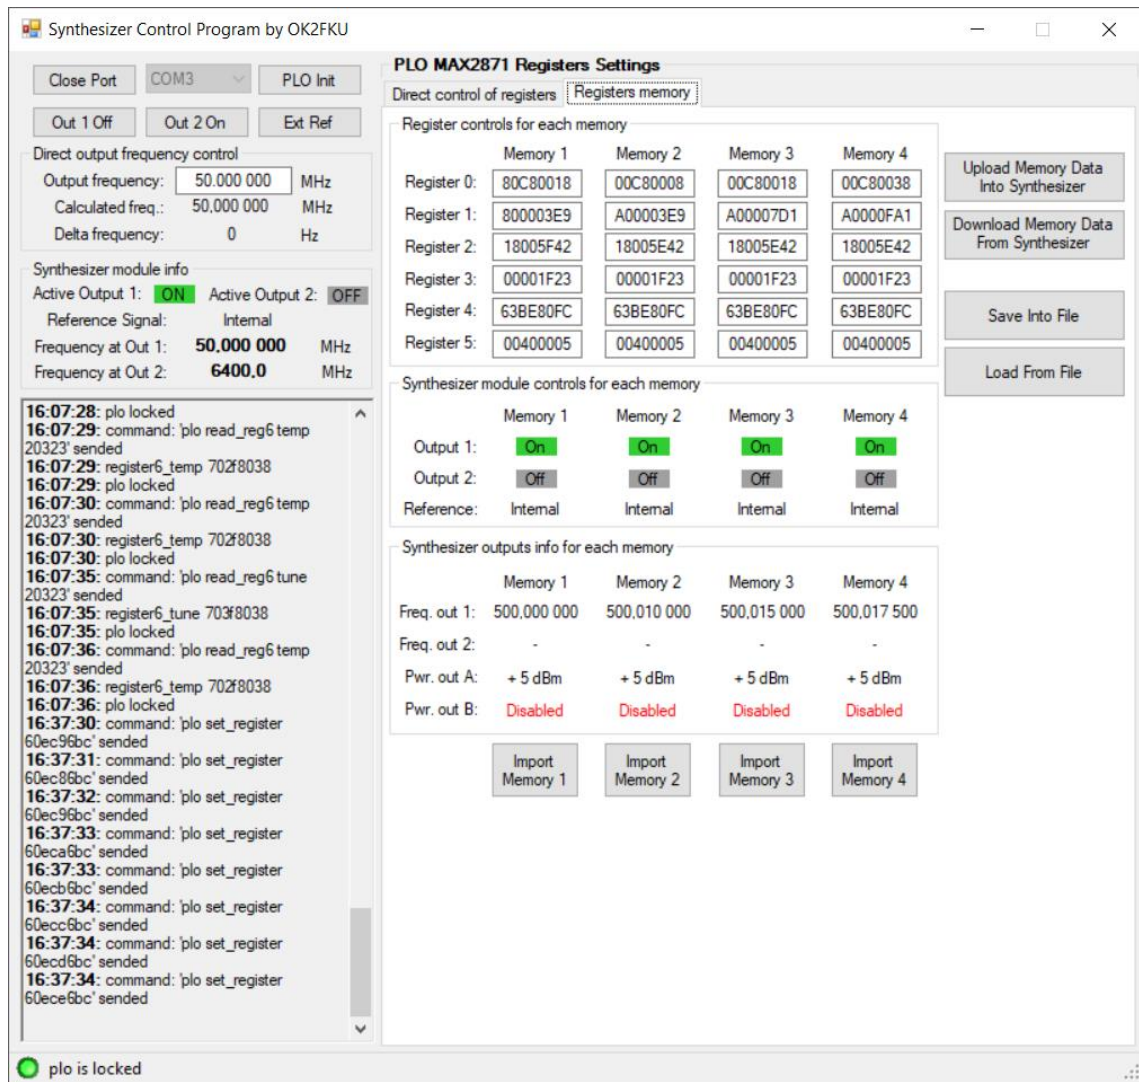 Synthesizer Control Program by OK2FKU
Close Port COM3 PLO Init
Out 1 Off Out 2 On Ext Ref
Direct output frequency control
Output frequency: 50.000 000 MHz
Calculated freq.: 50,000 000 MHz
Delta frequency: 0 Hz
Synthesizer module info
Active Output 1: ON Active Output 2: OFF
Reference Signal: Internal
Frequency at Out 1: 50,000 000 MHz
Frequency at Out 2: 6400,0 MHz
16:07:28: plo locked
16:07:29: command: 'plo read_reg6 temp
20323' sended
16:07:29: register6_temp 702f8038
16:07:29: plo locked
16:07:30: command: 'plo read_reg6 temp
20323' sended
16:07:30: register6_temp 702f8038
16:07:30: plo locked
16:07:35: command: 'plo read_reg6 tune
20323' sended
16:07:35: register6_tune 703f8038
16:07:35: plo locked
16:07:36: command: 'plo read_reg6 temp
20323' sended
16:07:36: register6_temp 702f8038
16:07:36: plo locked
16:37:30: command: 'plo set_register
60ec96bc' sended
16:37:31: command: 'plo set_register
60ec86bc' sended
16:37:32: command: 'plo set_register
60ec96bc' sended
16:37:33: command: 'plo set_register
60eca6bc' sended
16:37:33: command: 'plo set_register
60ecb6bc' sended
16:37:34: command: 'plo set_register
60ecc6bc' sended
16:37:34: command: 'plo set_register
60ecd6bc' sended
16:37:34: command: 'plo set_register
60ece6bc' sended
plo is locked
PLO MAX2871 Registers Settings
Direct control of registers Registers memory
Register controls for each memory
Memory 1 Memory 2 Memory 3 Memory 4
Register 0: 80C80018 00C80008 00C80018 00C80038
Register 1: 800003E9 A00003E9 A00007D1 A0000FA1
Register 2: 18005F42 18005E42 18005E42 18005E42
Register 3: 00001F23 00001F23 00001F23 00001F23
Register 4: 63BE80FC 63BE80FC 63BE80FC 63BE80FC
Register 5: 00400005 00400005 00400005 00400005
Synthesizer module controls for each memory
Memory 1 Memory 2 Memory 3 Memory 4
Output 1: On On On On
Output 2: Off Off Off Off
Reference: Internal Internal Internal Internal
Synthesizer outputs info for each memory
Memory 1 Memory 2 Memory 3 Memory 4
Freq. out 1: 500,000 000 500,010 000 500,015 000 500,017 500
Freq. out 2: - - - -
Pwr. out A: + 5 dBm + 5 dBm + 5 dBm + 5 dBm
Pwr. out B: Disabled Disabled Disabled Disabled
Import Import Import Import
Memory 1 Memory 2 Memory 3 Memory 4
Upload Memory Data
Into Synthesizer
Download Memory Data
From Synthesizer
Save Into File
Load From File